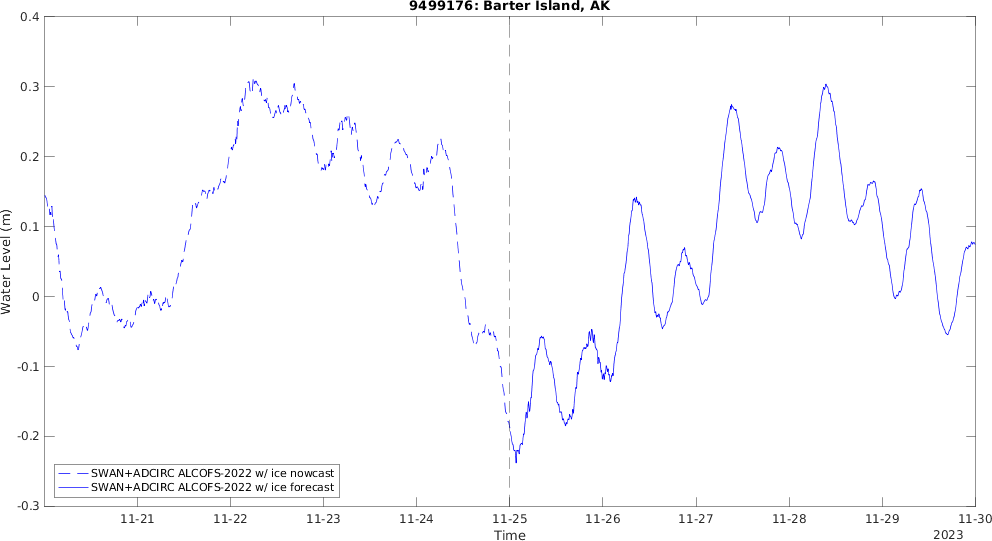 9499176: Barter Island, AK
Water Level (m)
0.4
0.3
0.2
0.1
0
-0.1
-0.2
-0.3
SWAN+ADCIRC ALCOFS-2022 w/ ice nowcast
SWAN+ADCIRC ALCOFS-2022 w/ ice forecast
11-21 11-22 11-23 11-24 11-25 11-26 11-27 11-28 11-29 11-30
Time
2023